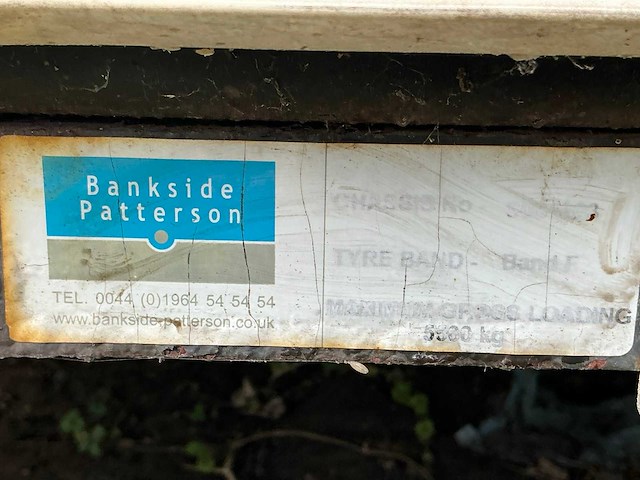 Bankside
Patterson
TEL. 0044 (0)1964 54 54 54
www.bankside-patterson.co.uk
CHASSIS No
TYRE BAND - Band F
MAXIMUM GROSS LOADING
kg